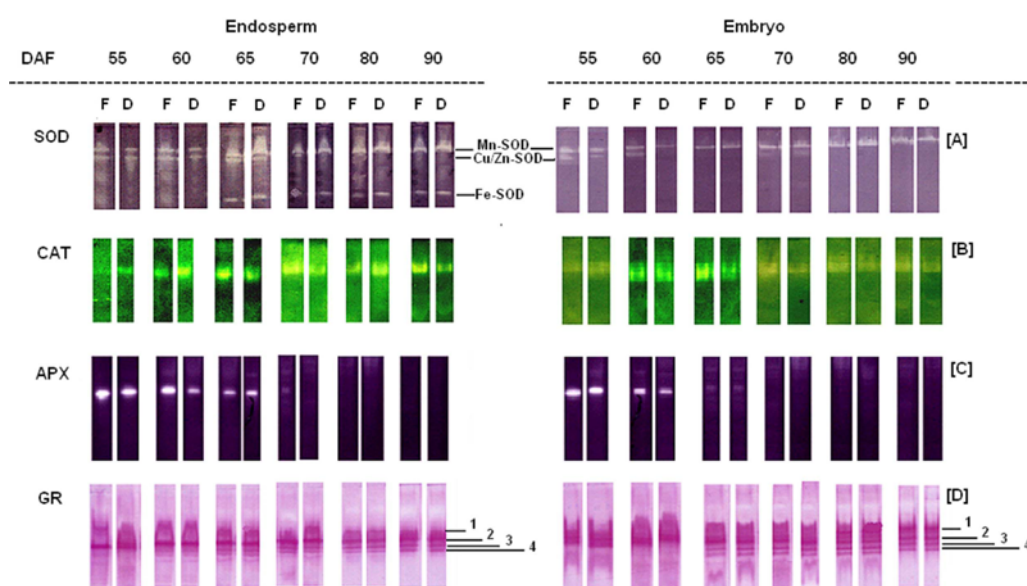 Endosperm Embryo
DAF 55 60 65 70 80 90 55 60 65 70 80 90
F D F D F D F D F D F D F D F D F D F D F D F D
SOD Mn-SOD [A]
Cu/Zn-SOD
Fe-SOD
CAT [B]
APX [C]
GR [D]
1 1
2 2
3 3
4 4